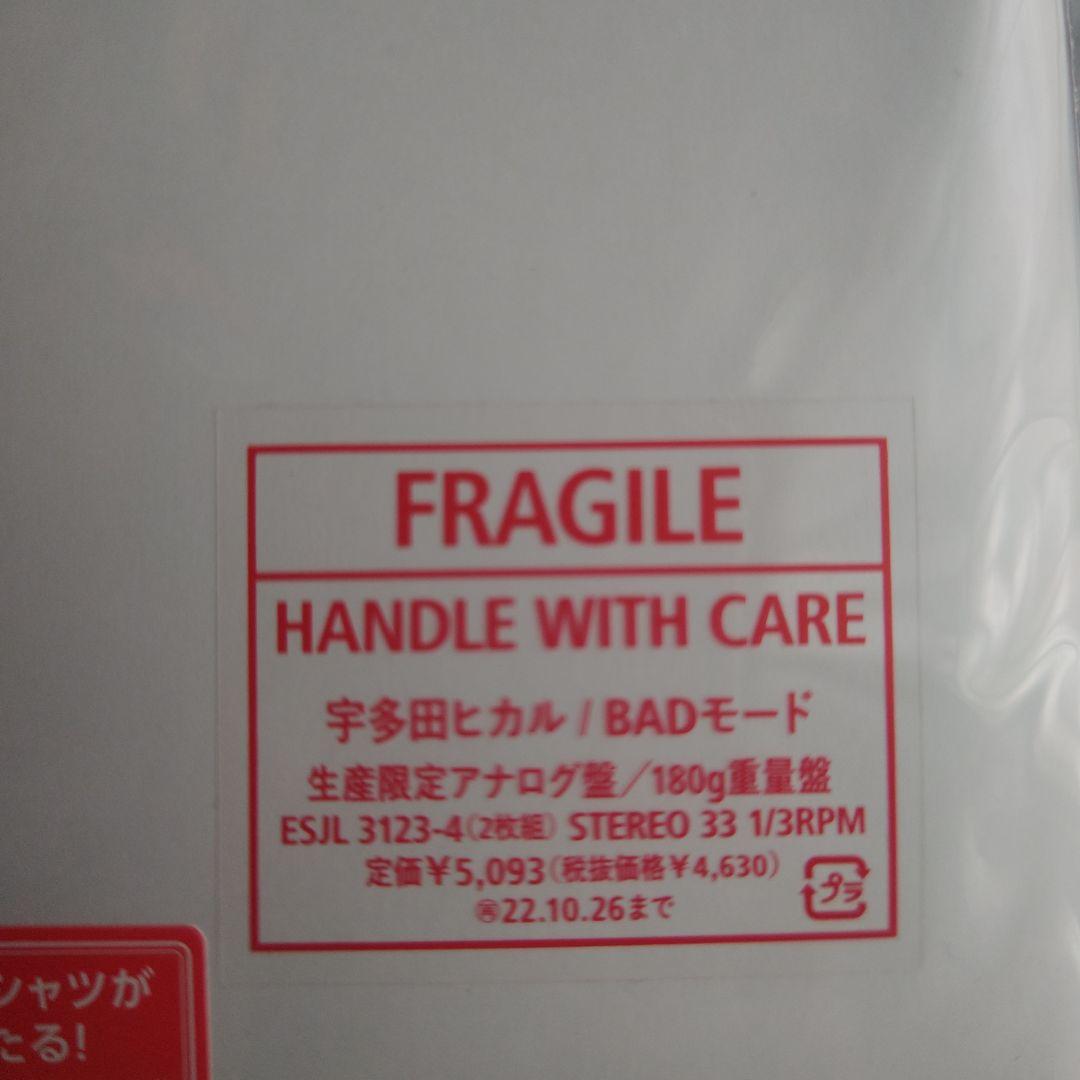 FRAGILE
HANDLE WITH CARE
宇多田ヒカル / BADモード
生産限定アナログ盤／180g重量盤
ESJL 3123-4(2枚組) STEREO 33 1/3RPM
定価￥5,093(税抜価格￥4,630)
㋫22.10.26まで
プラ
シャツが
たる!